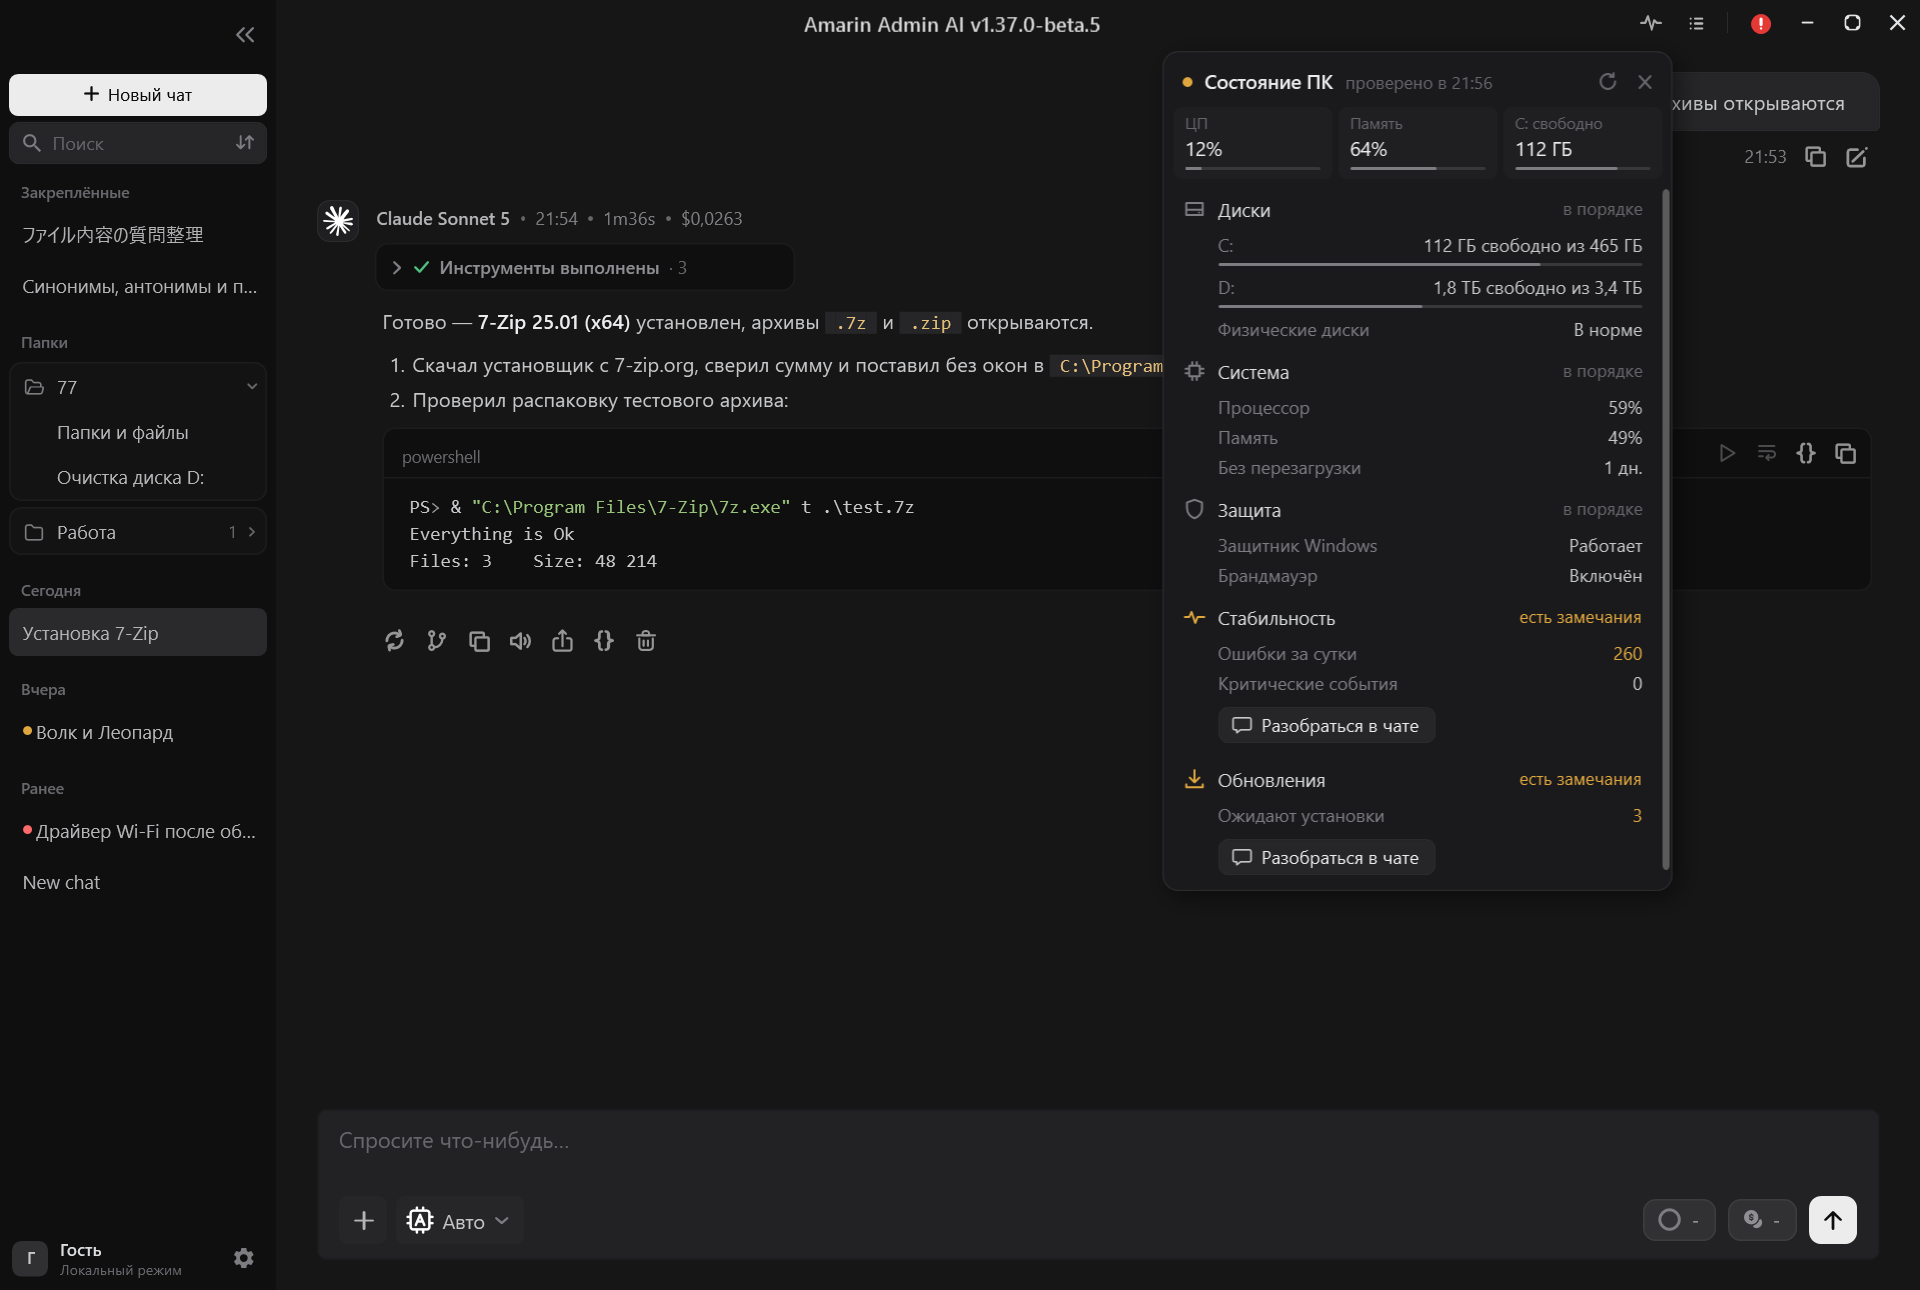 Amarin Admin AI v1.37.0-beta.5
Новый чат
Поиск
Закреплённые
ファイル内容の質問整理
Синонимы, антонимы и п...
Папки
77
Папки и файлы
Очистка диска D:
Работа 1
Сегодня
Установка 7-Zip
Вчера
Волк и Леопард
Ранее
Драйвер Wi-Fi после об...
New chat
Г
Гость
Локальный режим
хивы открываются
21:53
Claude Sonnet 5 • 21:54 • 1m36s • $0,0263
Инструменты выполнены · 3
Готово — 7-Zip 25.01 (x64) установлен, архивы .7z и .zip открываются.
1. Скачал установщик с 7-zip.org, сверил сумму и поставил без окон в C:\Program
2. Проверил распаковку тестового архива:
powershell
PS> & "C:\Program Files\7-Zip\7z.exe" t .\test.7z
Everything is Ok
Files: 3 Size: 48 214
Состояние ПК проверено в 21:56
ЦП
12%
Память
64%
C: свободно
112 ГБ
Диски в порядке
C: 112 ГБ свободно из 465 ГБ
D: 1,8 ТБ свободно из 3,4 ТБ
Физические диски В норме
Система в порядке
Процессор 59%
Память 49%
Без перезагрузки 1 дн.
Защита в порядке
Защитник Windows Работает
Брандмауэр Включён
Стабильность есть замечания
Ошибки за сутки 260
Критические события 0
Разобраться в чате
Обновления есть замечания
Ожидают установки 3
Разобраться в чате
Спросите что-нибудь...
Авто
-
-